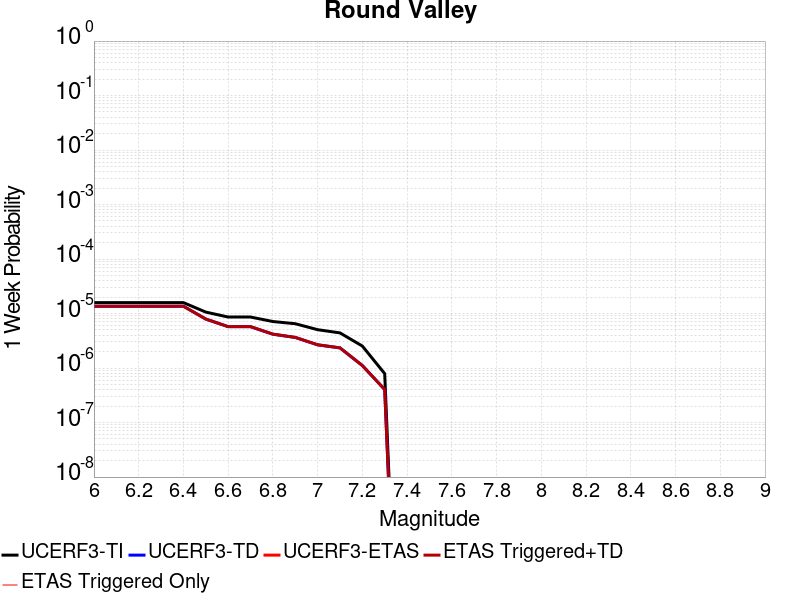 Round Valley
10^0
10^-1
10^-2
10^-3
10^-4
10^-5
10^-6
10^-7
10^-8
1 Week Probability
6 6.2 6.4 6.6 6.8 7 7.2 7.4 7.6 7.8 8 8.2 8.4 8.6 8.8 9
Magnitude
UCERF3-TI UCERF3-TD UCERF3-ETAS ETAS Triggered+TD
ETAS Triggered Only